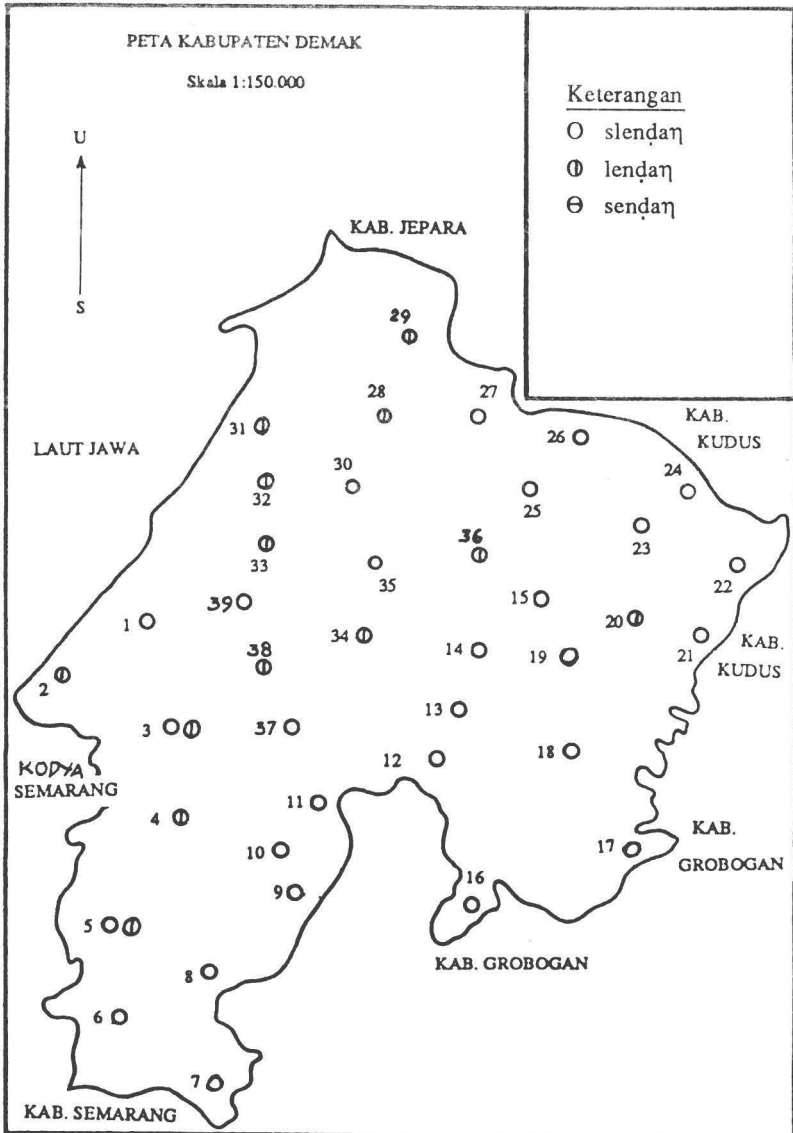 PETA KABUPATEN DEMAK
Skala 1:150.000
Keterangan
slenḍaη
lenḍaη
senḍaη
U
S
KAB. JEPARA
29
28
27
31
26
KAB.
KUDUS
LAUT JAWA
30
24
32
25
36
23
33
35
22
39
15
1
20
34
14
19
21
KAB.
KUDUS
38
2
13
3
37
18
12
KODYA
SEMARANG
11
4
10
17
KAB.
GROBOGAN
9
16
5
KAB. GROBOGAN
8
6
7
KAB. SEMARANG